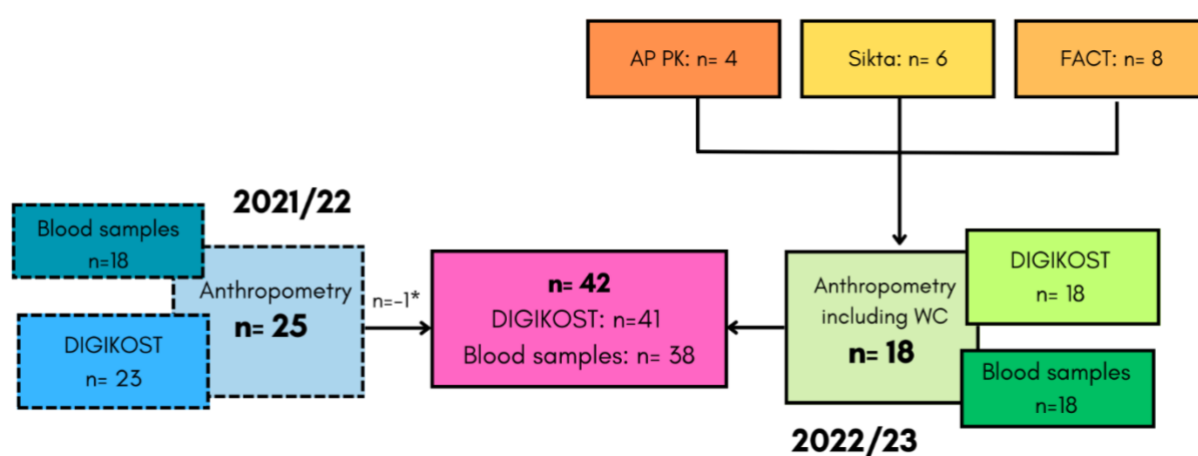 AP PK: n= 4
Sikta: n= 6
FACT: n= 8
2021/22
Blood samples
n=18
Anthropometry
n= 25
DIGIKOST
n= 23
n=-1*
n= 42
DIGIKOST: n=41
Blood samples: n= 38
Anthropometry
including WC
n= 18
DIGIKOST
n= 18
Blood samples
n=18
2022/23